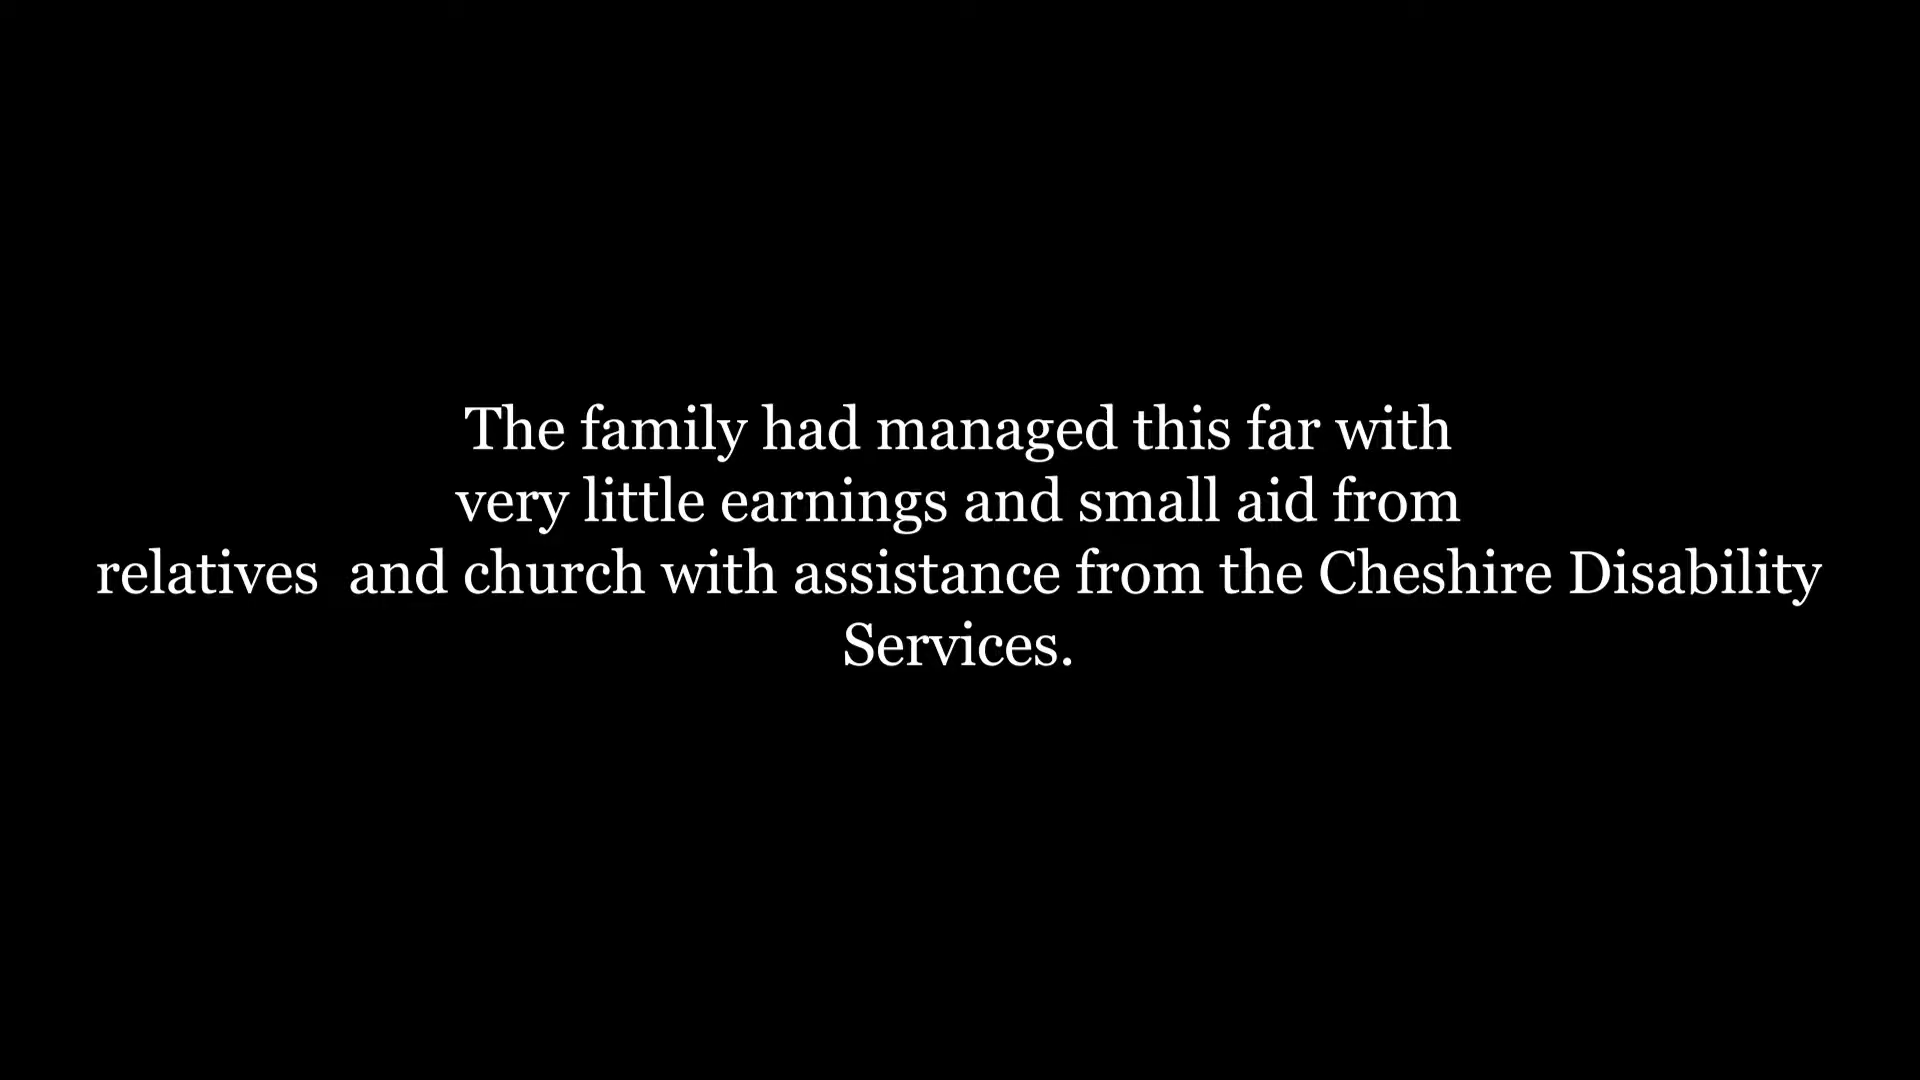 The family had managed this far with
very little earnings and small aid from
relatives  and church with assistance from the Cheshire Disability
Services.